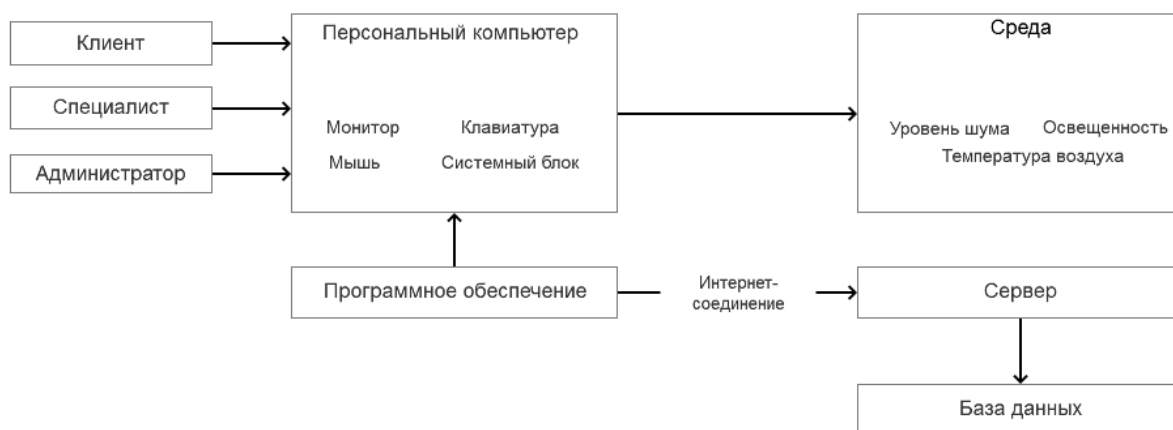 Клиент
Специалист
Администратор
Персональный компьютер
Монитор Клавиатура
Мышь Системный блок
Среда
Уровень шума Освещенность
Температура воздуха
Программное обеспечение
Интернет-
соединение
Сервер
База данных